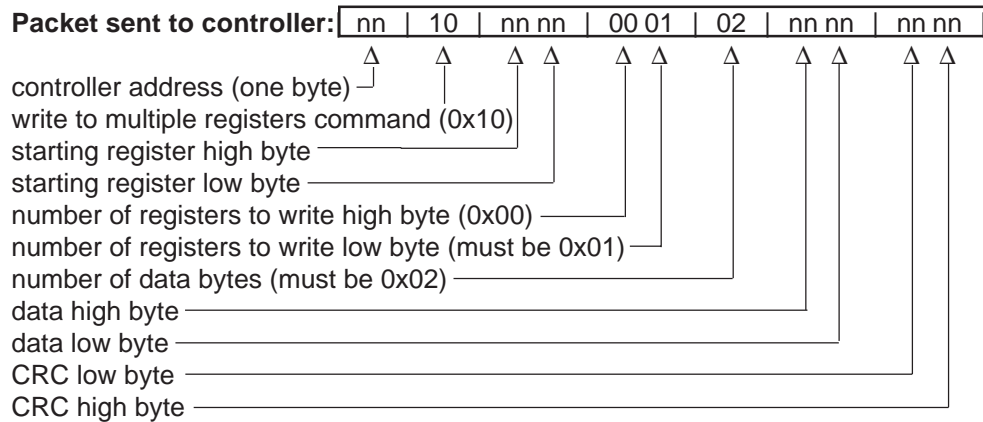 Packet sent to controller: nn | 10 | nn nn | 00 01 | 02 | nn nn | nn nn |
Δ Δ Δ Δ Δ Δ Δ Δ Δ Δ Δ
controller address (one byte)
write to multiple registers command (0x10)
starting register high byte
starting register low byte
number of registers to write high byte (0x00)
number of registers to write low byte (must be 0x01)
number of data bytes (must be 0x02)
data high byte
data low byte
CRC low byte
CRC high byte